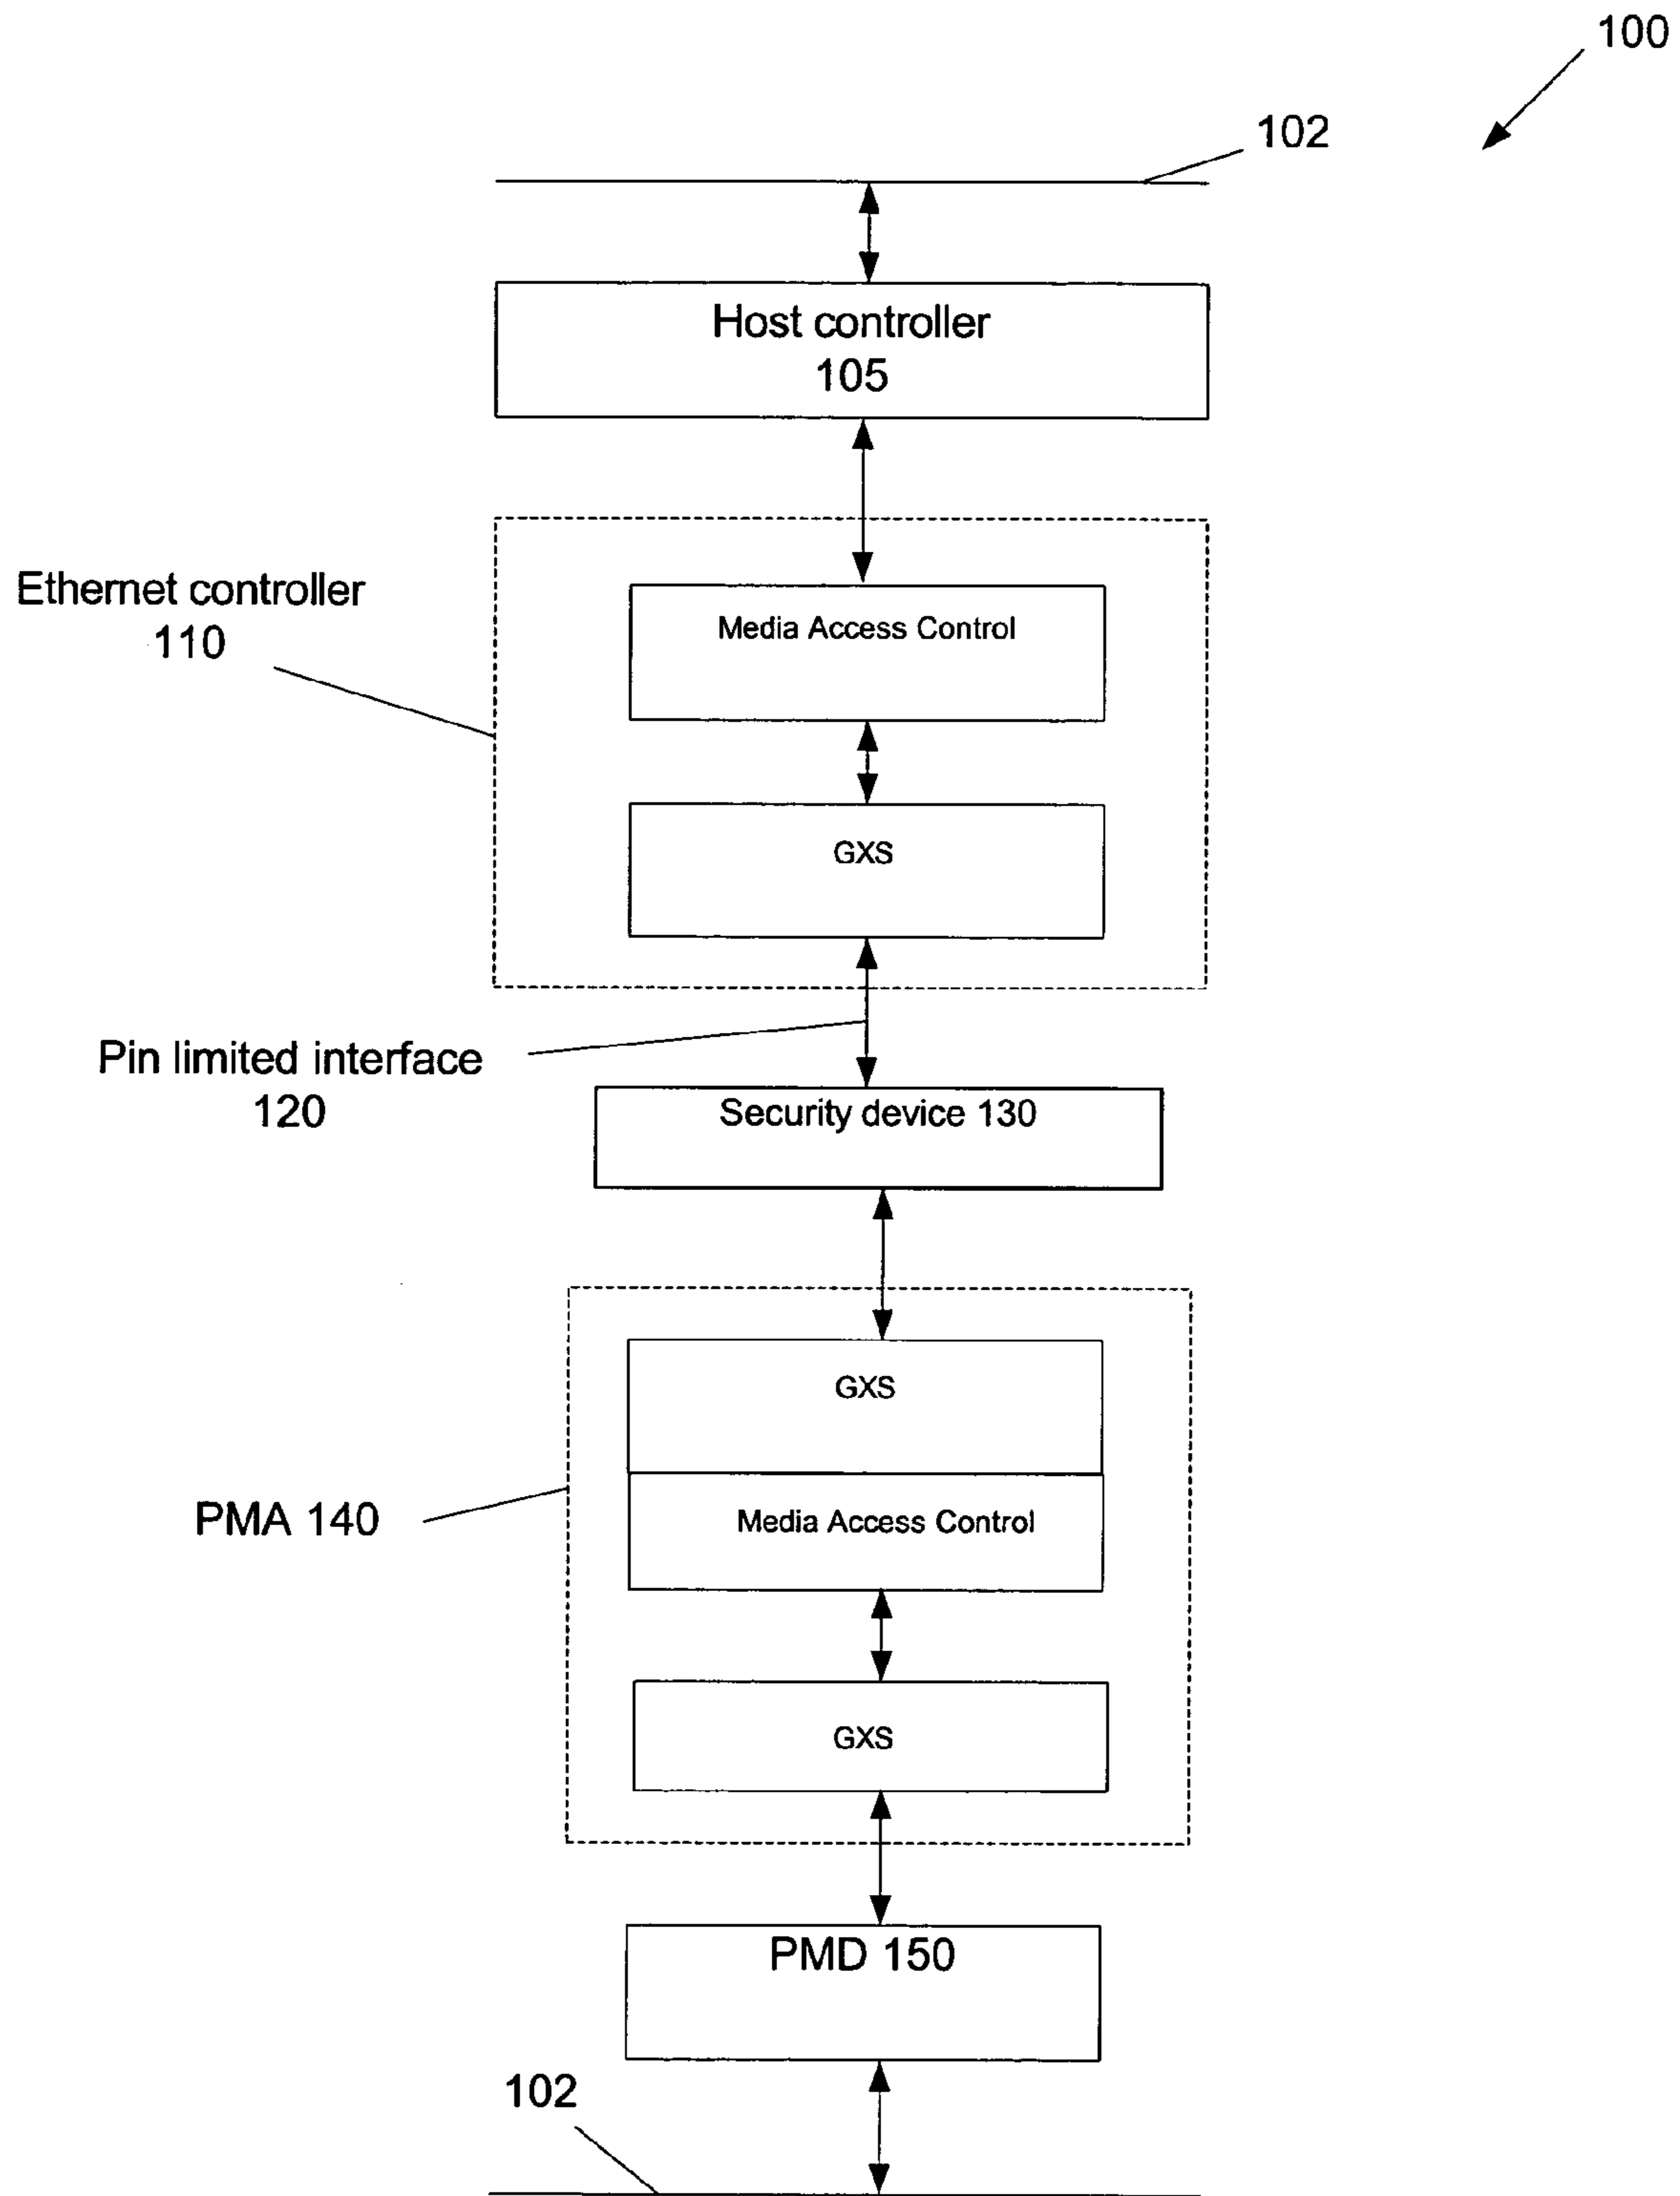 100
102
Host controller
105
Ethernet controller
110
Media Access Control
GXS
Pin limited interface
120
Security device 130
GXS
PMA 140
Media Access Control
GXS
PMD 150
102